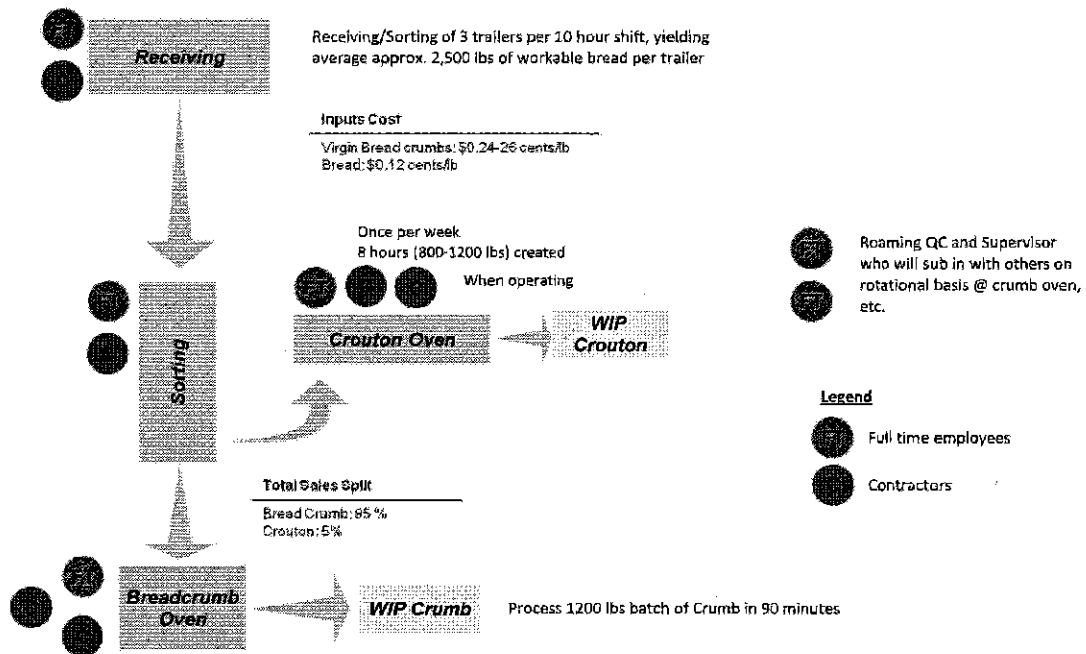 Receiving
Receiving/Sorting of 3 trailers per 10 hour shift, yielding
average approx. 2,500 lbs of workable bread per trailer
Inputs Cost
Virgin Bread crumbs: $0.24-26 cents/lb
Bread: $0.12 cents/lb
Once per week
8 hours (800-1200 lbs) created
When operating
Sorting
Crouton Oven
WIP
Crouton
Roaming QC and Supervisor
who will sub in with others on
rotational basis @ crumb oven,
etc.
Legend
Full time employees
Contractors
Total Sales Split
Bread Crumb: 95 %
Crouton: 5%
Breadcrumb
Oven
WIP Crumb
Process 1200 lbs batch of Crumb in 90 minutes